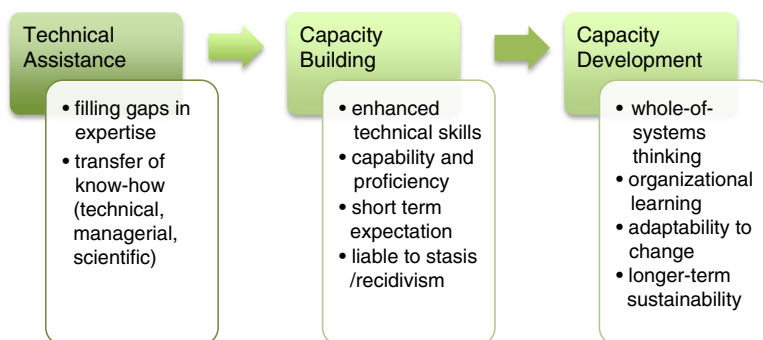 Technical
Assistance
• filling gaps in
expertise
• transfer of
know-how
(technical,
managerial,
scientific)
Capacity
Building
• enhanced
technical skills
• capability and
proficiency
• short term
expectation
• liable to stasis
/recidivism
Capacity
Development
• whole-of-
systems
thinking
• organizational
learning
• adaptability to
change
• longer-term
sustainability